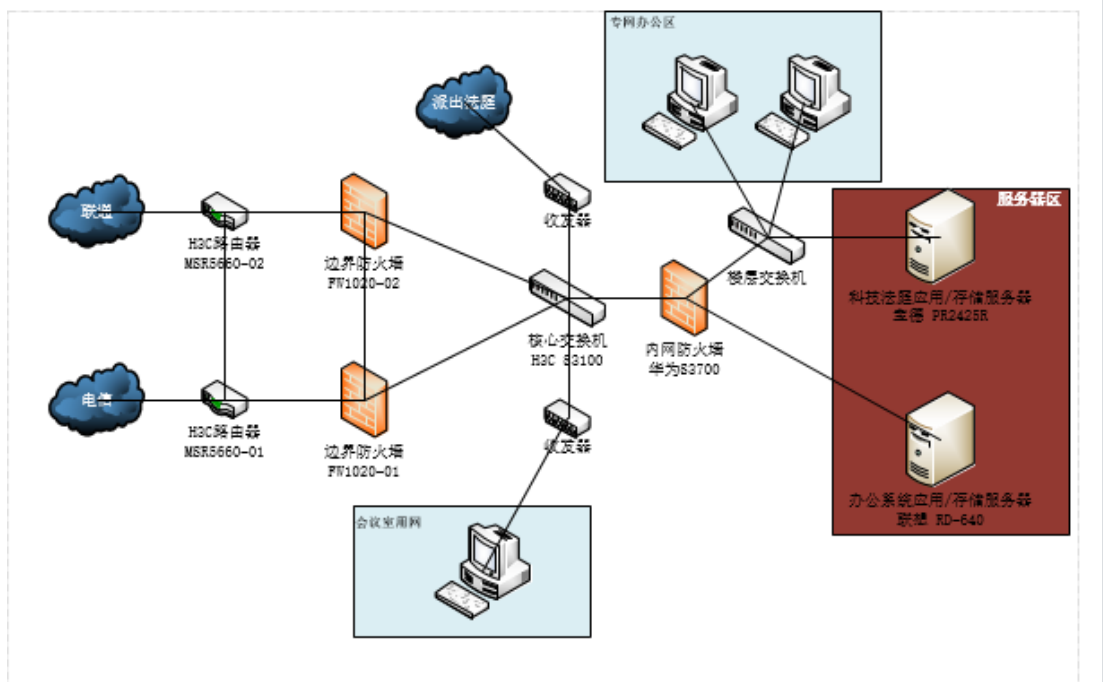 专网办公区
派出法庭
联通
H3C路由器
MSR5660-02
边界防火墙
FW1020-02
收发器
服务器区
楼层交换机
科技法庭应用/存储服务器
宝德 PR2425R
核心交换机
H3C S3100
内网防火墙
华为S3700
电信
H3C路由器
MSR5660-01
边界防火墙
FW1020-01
收发器
办公系统应用/存储服务器
联想 RD-640
会议室用网